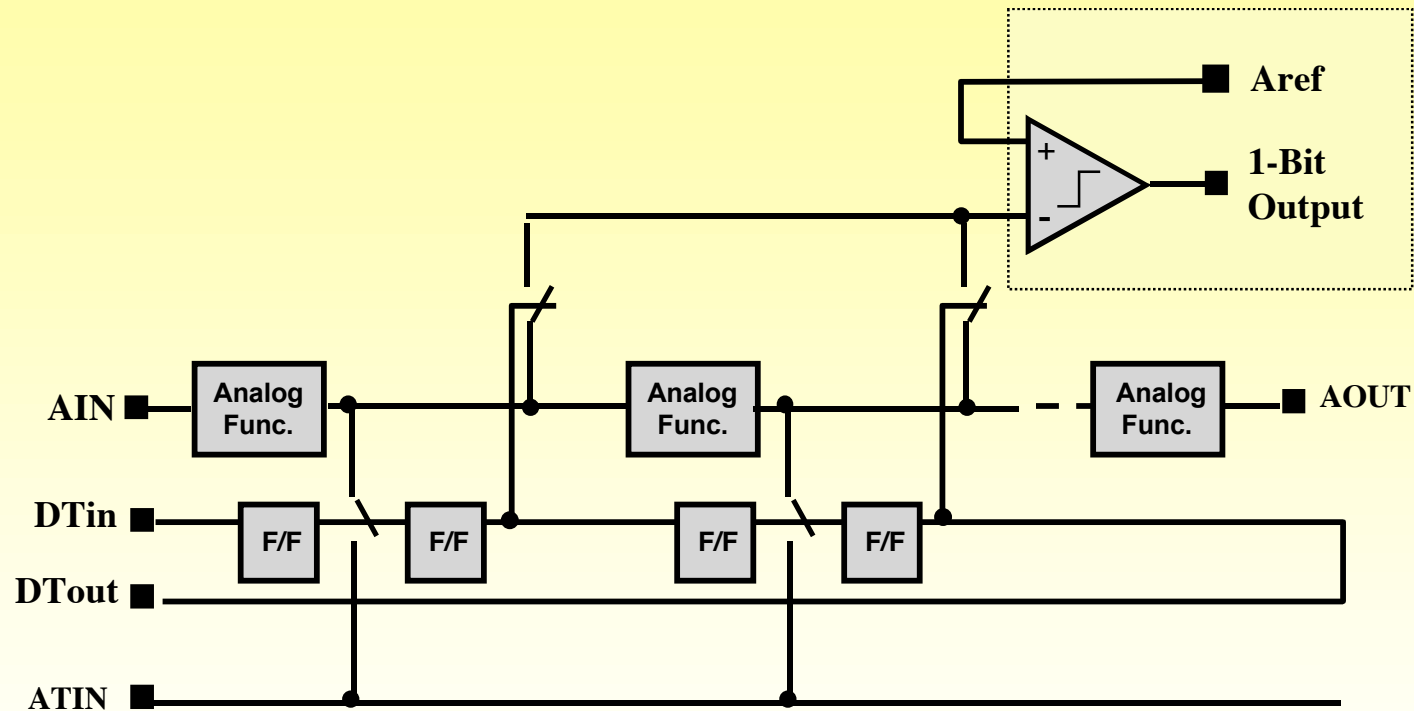 Aref
1-Bit
Output
+
-
AIN
Analog
Func.
Analog
Func.
Analog
Func.
AOUT
DTin
F/F
F/F
F/F
F/F
DTout
ATIN